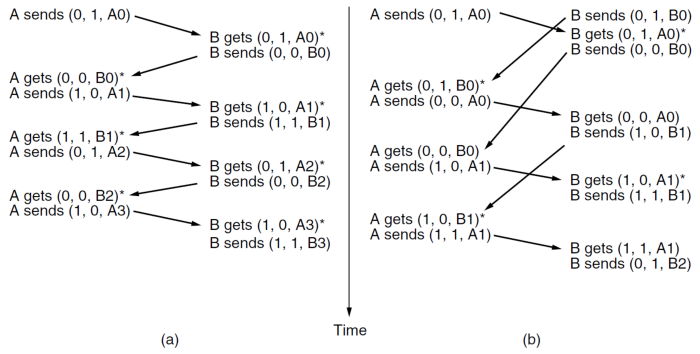 A sends (0, 1, A0)
B gets (0, 1, A0)*
B sends (0, 0, B0)
A gets (0, 0, B0)*
A sends (1, 0, A1)
B gets (1, 0, A1)*
B sends (1, 1, B1)
A gets (1, 1, B1)*
A sends (0, 1, A2)
B gets (0, 1, A2)*
B sends (0, 0, B2)
A gets (0, 0, B2)*
A sends (1, 0, A3)
B gets (1, 0, A3)*
B sends (1, 1, B3)
(a)
Time
A sends (0, 1, A0)
B sends (0, 1, B0)
B gets (0, 1, A0)*
B sends (0, 0, B0)
A gets (0, 1, B0)*
A sends (0, 0, A0)
B gets (0, 0, A0)
B sends (1, 0, B1)
A gets (0, 0, B0)
A sends (1, 0, A1)
B gets (1, 0, A1)*
B sends (1, 1, B1)
A gets (1, 0, B1)*
A sends (1, 1, A1)
B gets (1, 1, A1)
B sends (0, 1, B2)
(b)